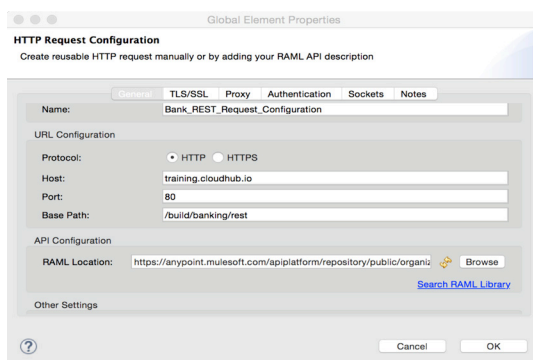 Global Element Properties
HTTP Request Configuration
Create reusable HTTP request manually or by adding your RAML API description
General TLS/SSL Proxy Authentication Sockets Notes
Name: Bank_REST_Request_Configuration
URL Configuration
Protocol: HTTP HTTPS
Host: training.cloudhub.io
Port: 80
Base Path: /build/banking/rest
API Configuration
RAML Location: https://anypoint.mulesoft.com/apiplatform/repository/public/organiz Browse
Search RAML Library
Other Settings
? Cancel OK